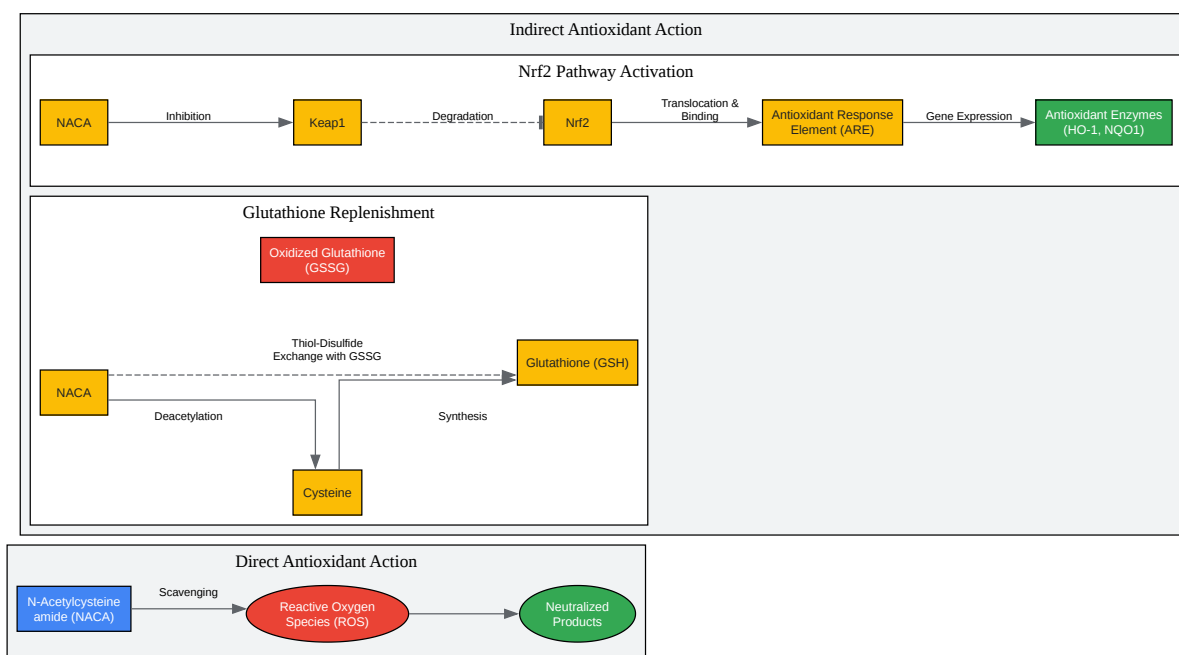 Indirect Antioxidant Action
Nrf2 Pathway Activation
NACA
Inhibition
Keap1
Degradation
Nrf2
Translocation &
Binding
Antioxidant Response
Element (ARE)
Gene Expression
Antioxidant Enzymes
(HO-1, NQO1)
Glutathione Replenishment
Oxidized Glutathione
(GSSG)
Thiol-Disulfide
Exchange with GSSG
Glutathione (GSH)
NACA
Deacetylation
Synthesis
Cysteine
Direct Antioxidant Action
N-Acetylcysteine
amide (NACA)
Scavenging
Reactive Oxygen
Species (ROS)
Neutralized
Products